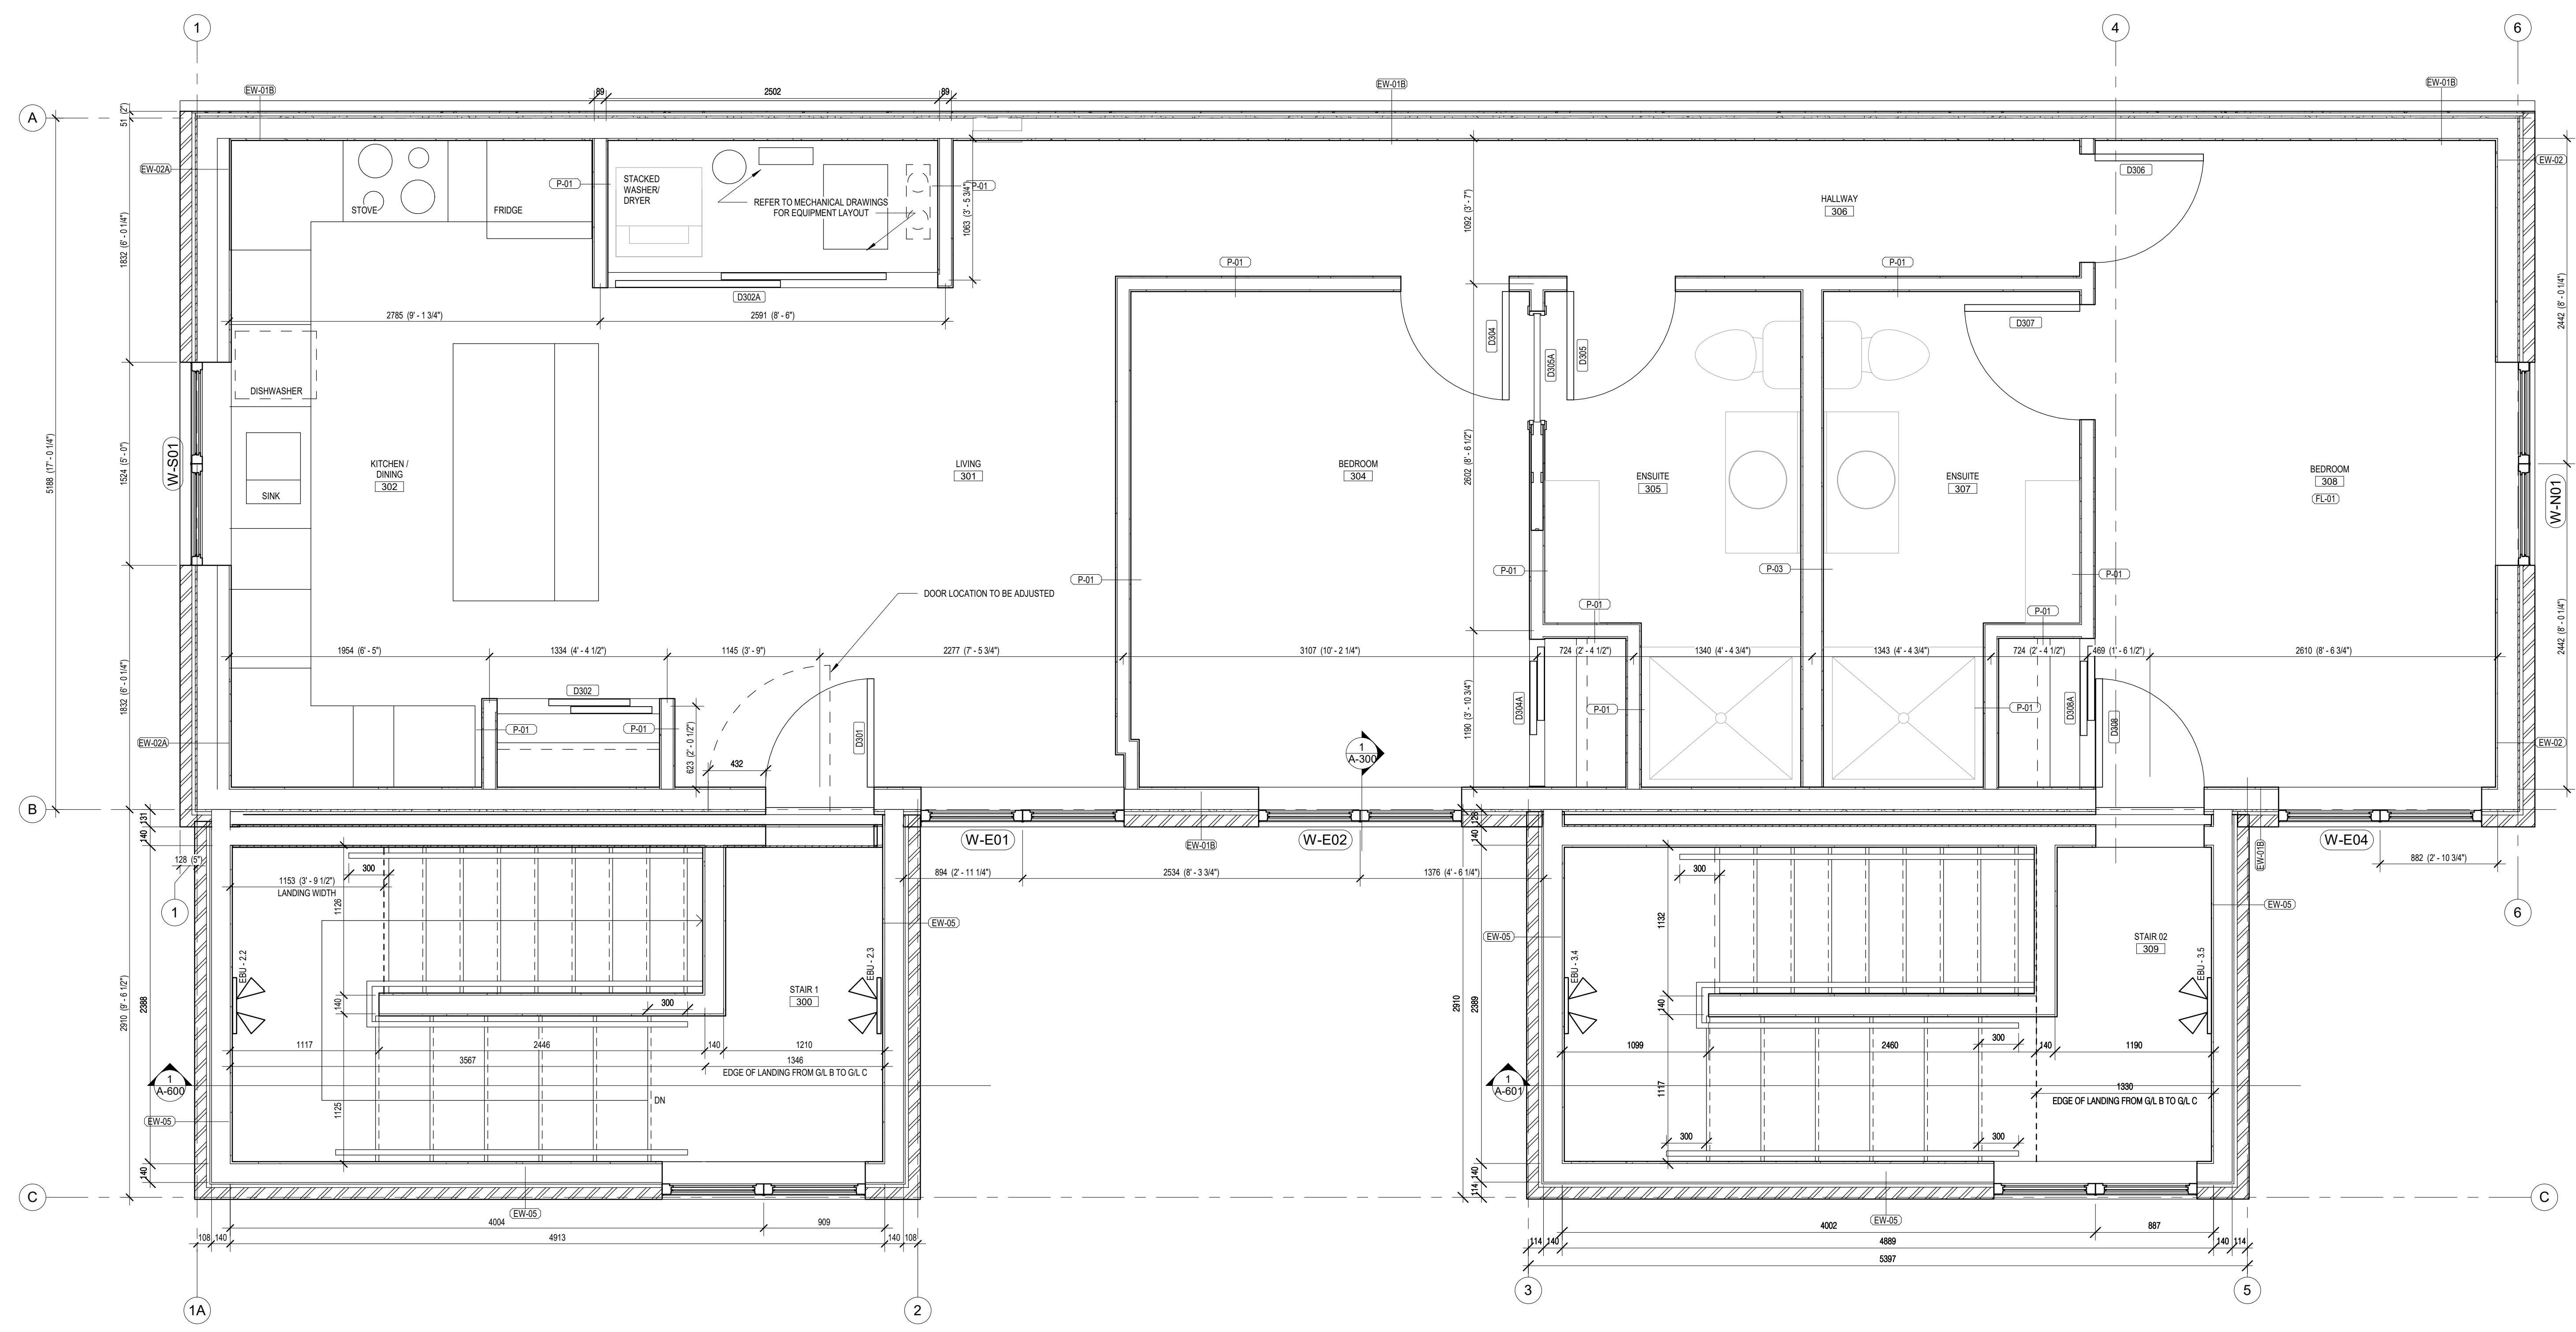 1
4
6
A
51 (2")
EW-01B
89
2502
89
EW-01B
EW-01B
EW-02A
1832 (6' - 0 1/4")
STOVE
FRIDGE
P-01
STACKED
WASHER/
DRYER
REFER TO MECHANICAL DRAWINGS
FOR EQUIPMENT LAYOUT
P-01
1063 (3' - 5 3/4")
1092 (3' - 7")
HALLWAY
306
D306
EW-02
P-01
P-01
D302A
2785 (9' - 1 3/4")
2591 (8' - 6")
D304
D305A
D305
D307
2442 (8' - 0 1/4")
DISHWASHER
5188 (17' - 0 1/4")
1524 (5' - 0")
W-S01
SINK
KITCHEN /
DINING
302
LIVING
301
BEDROOM
304
2602 (8' - 6 1/2")
ENSUITE
305
ENSUITE
307
BEDROOM
308
FL-01
W-N01
P-01
P-01
P-03
P-01
DOOR LOCATION TO BE ADJUSTED
P-01
P-01
1832 (6' - 0 1/4")
2442 (8' - 0 1/4")
1954 (6' - 5")
1334 (4' - 4 1/2")
1145 (3' - 9")
2277 (7' - 5 3/4")
3107 (10' - 2 1/4")
724 (2' - 4 1/2")
1340 (4' - 4 3/4")
1343 (4' - 4 3/4")
724 (2' - 4 1/2")
469 (1' - 6 1/2")
2610 (8' - 6 3/4")
D302
P-01
P-01
623 (2' - 0 1/2")
432
D301
1190 (3' - 10 3/4")
D304A
P-01
P-01
D308A
D308
EW-02A
EW-02
1
A-300
B
131
140
128 (5")
W-E01
EW-01B
W-E02
128
140
EW-01B
W-E04
882 (2' - 10 3/4")
1
1153 (3' - 9 1/2")
LANDING WIDTH
300
1126
894 (2' - 11 1/4")
2534 (8' - 3 3/4")
1376 (4' - 6 1/4")
300
1132
EW-05
EW-05
EW-05
6
2910 (9' - 6 1/2")
2388
EBU - 2.2
EBU - 2.3
STAIR 1
300
140
300
2910
2389
EBU - 3.4
EBU - 3.5
STAIR 02
309
140
300
1117
2446
140
1210
3567
1346
EDGE OF LANDING FROM G/L B TO G/L C
1099
2460
140
1190
1330
EDGE OF LANDING FROM G/L B TO G/L C
1
A-600
1
A-601
DN
1125
1117
EW-05
300
300
140
140
114
C
C
EW-05
EW-05
4004
909
4002
887
108
140
4913
140
108
114
140
4889
140
114
5397
1A
2
3
5